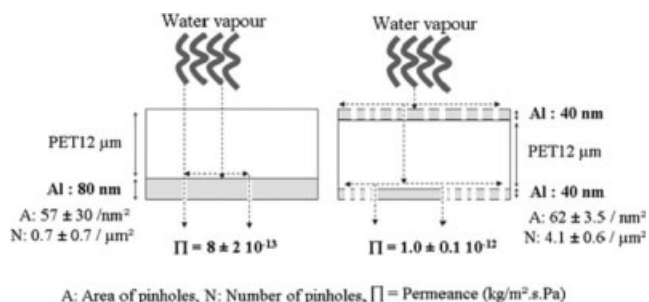 Water vapour
Water vapour
Al : 40 nm
PET12 µm
PET12 µm
Al : 80 nm
Al : 40 nm
A: 57 ± 30 /nm²
N: 0.7 ± 0.7 / µm²
A: 62 ± 3.5 / nm²
N: 4.1 ± 0.6 / µm²
∏ = 8 ± 2 10⁻¹³
∏ = 1.0 ± 0.1 10⁻¹²
A: Area of pinholes, N: Number of pinholes, ∏ = Permeance (kg/m².s.Pa)